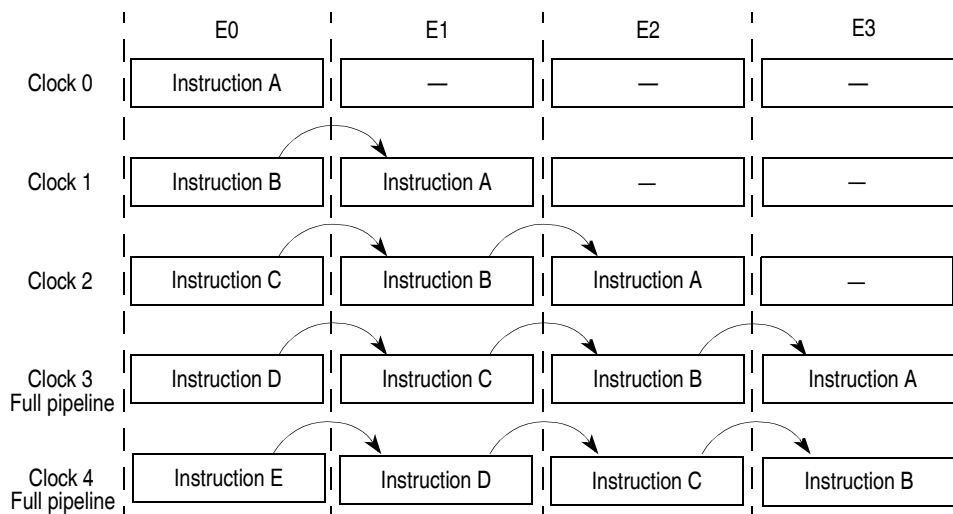 E0 E1 E2 E3
Clock 0 Instruction A — — —
Clock 1 Instruction B Instruction A — —
Clock 2 Instruction C Instruction B Instruction A —
Clock 3 Instruction D Instruction C Instruction B Instruction A
Full pipeline
Clock 4 Instruction E Instruction D Instruction C Instruction B
Full pipeline